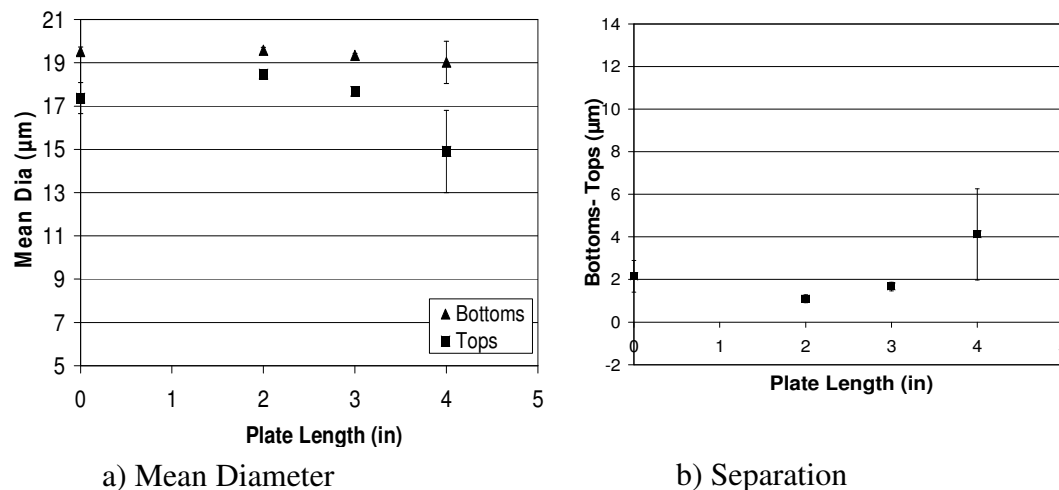 21
19
17
15
13
11
9
7
5
Mean Dia (µm)
Bottoms
Tops
0 1 2 3 4 5
Plate Length (in)
a) Mean Diameter
14
12
10
8
6
4
2
0
-2
Bottoms- Tops (µm)
0 1 2 3 4
Plate Length (in)
b) Separation